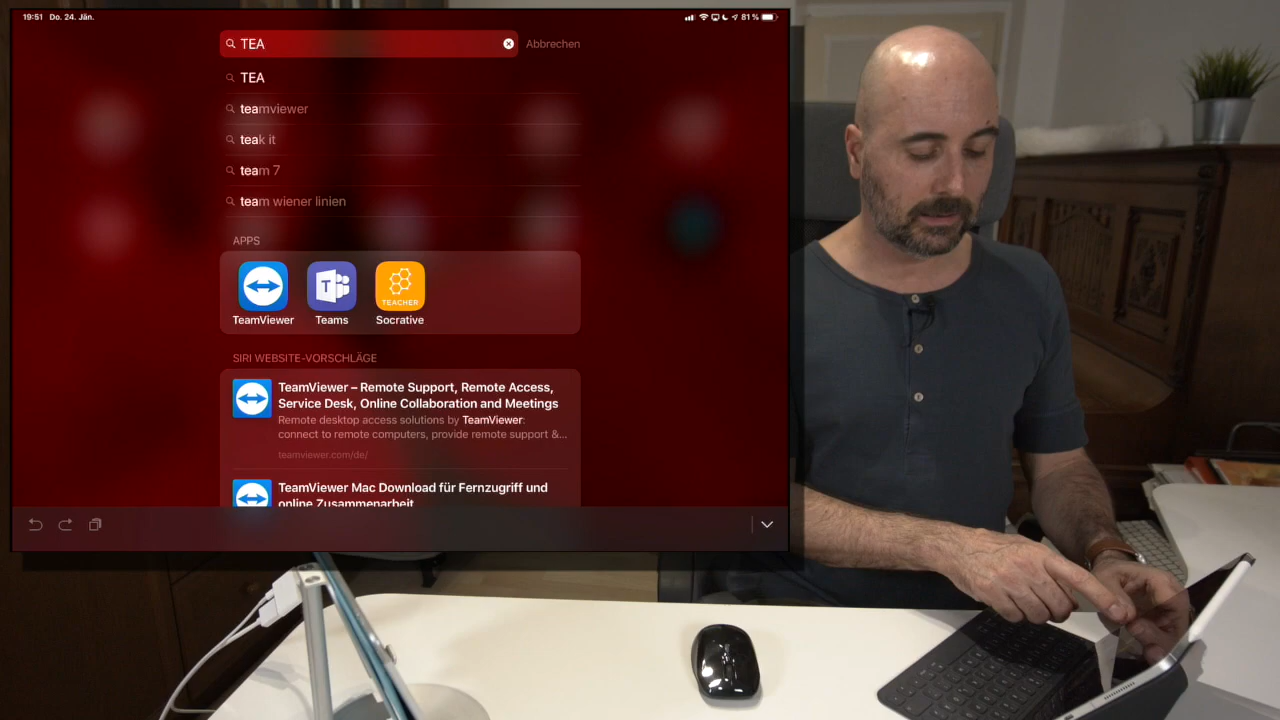 19:51 Do. 24. Jän.
81 %
TEA
Abbrechen
TEA
teamviewer
teak it
team 7
team wiener linien
APPS
T
TEACHER
TeamViewer
Teams
Socrative
SIRI WEBSITE-VORSCHLÄGE
TeamViewer – Remote Support, Remote Access,
Service Desk, Online Collaboration and Meetings
Remote desktop access solutions by TeamViewer:
connect to remote computers, provide remote support &...
teamviewer.com/de/
TeamViewer Mac Download für Fernzugriff und
online Zusammenarbeit